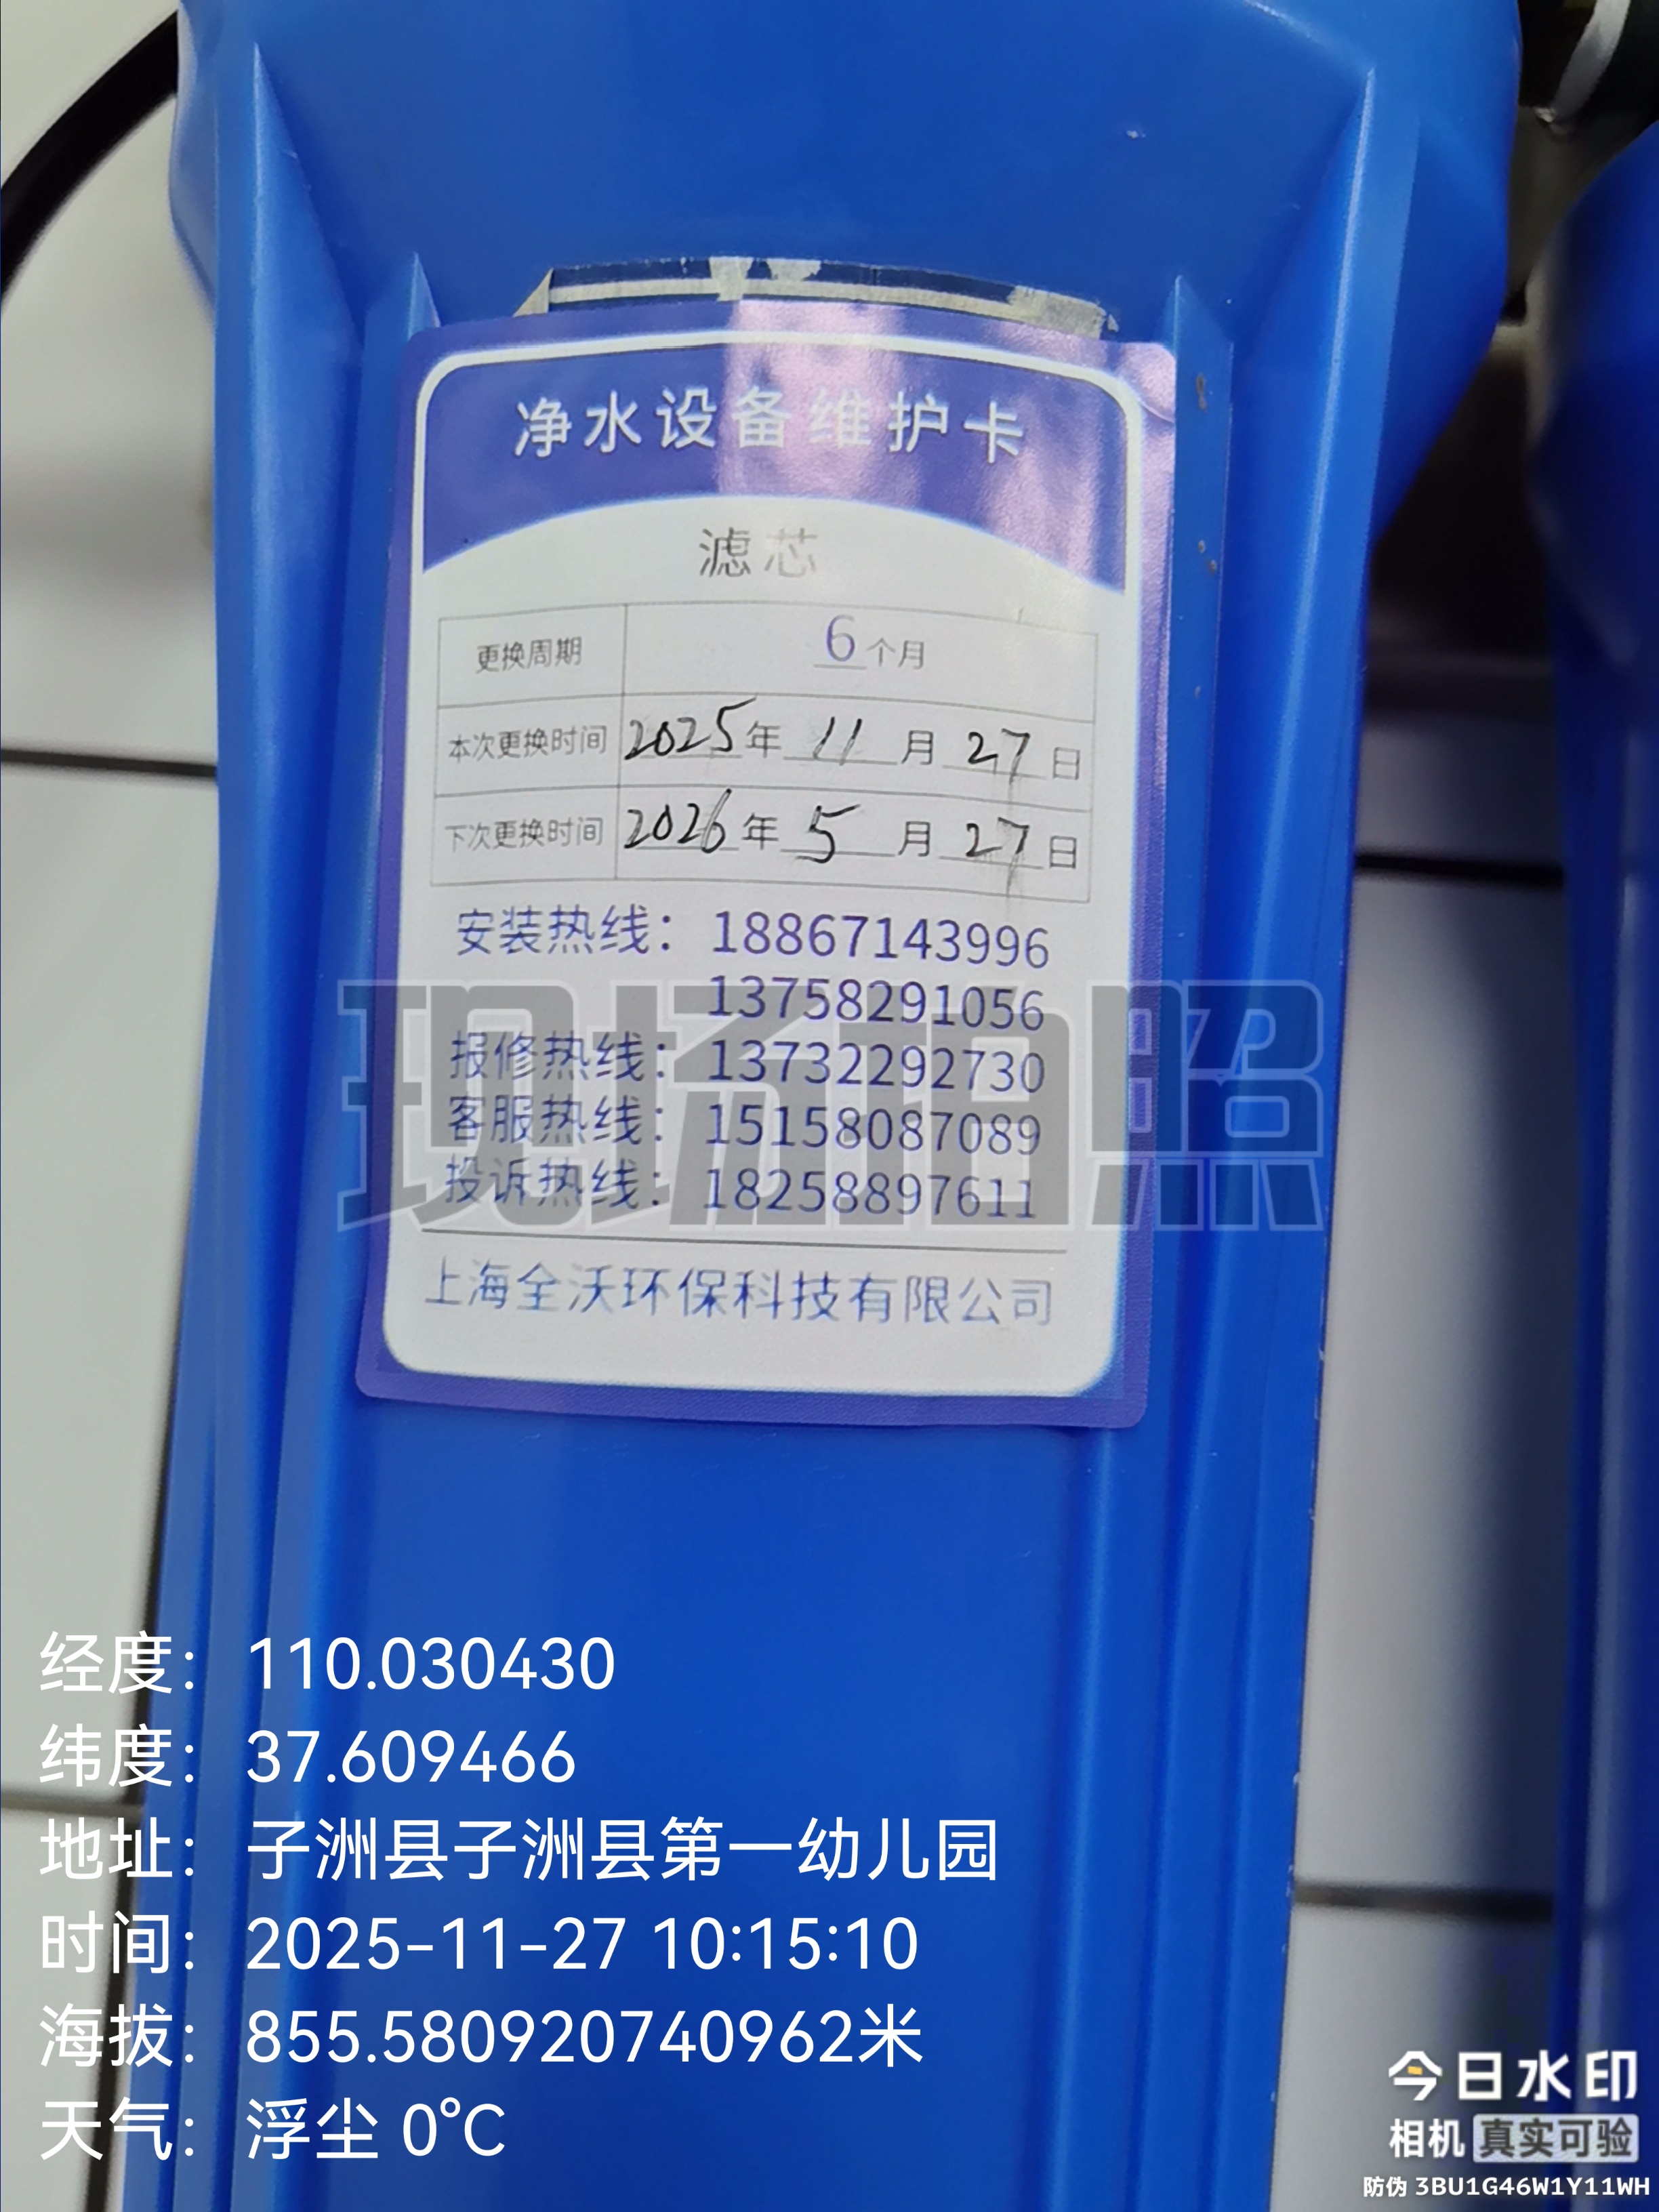 净水设备维护卡
滤芯
更换周期 6个月
本次更换时间 2025年11月27日
下次更换时间 2026年5月27日
安装热线：18867143996
13758291056
报修热线：13732292730
客服热线：15158087089
投诉热线：18258897611
上海全沃环保科技有限公司
现场拍照
经度：110.030430
纬度：37.609466
地址：子洲县子洲县第一幼儿园
时间：2025-11-27 10:15:10
海拔：855.580920740962米
天气：浮尘 0℃
今日水印
相机 真实可验
防伪 3BU1G46W1Y11WH